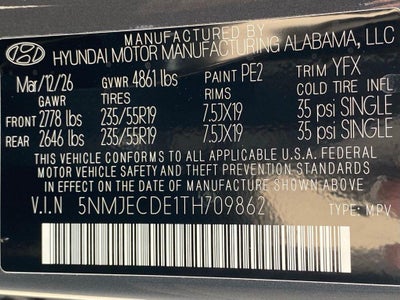 MANUFACTURED BY
HYUNDAI MOTOR MANUFACTURING ALABAMA, LLC
Mar/12/26 GVWR 4861 lbs PAINT PE2 TRIM YFX
GAWR TIRES RIMS COLD TIRE INF.
FRONT 2778 lbs 235/55R19 7.5JX19 35 psi SINGLE
REAR 2646 lbs 235/55R19 7.5JX19 35 psi SINGLE
THIS VEHICLE CONFORMS TO ALL APPLICABLE U.S.A. FEDERAL
MOTOR VEHICLE SAFETY AND THEFT PREVENTION STANDARDS
IN EFFECT ON THE DATE OF MANUFACTURE SHOWN ABOVE.
V.I.N 5NMJECDE1TH709862 TYPE: M.P.V